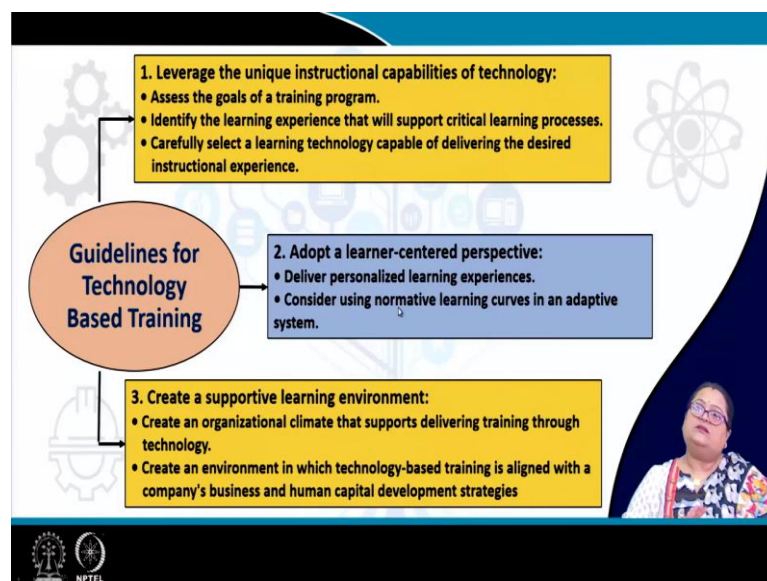 1. Leverage the unique instructional capabilities of technology:
• Assess the goals of a training program.
• Identify the learning experience that will support critical learning processes.
• Carefully select a learning technology capable of delivering the desired
instructional experience.
Guidelines for
Technology
Based Training
2. Adopt a learner-centered perspective:
• Deliver personalized learning experiences.
• Consider using normative learning curves in an adaptive
system.
3. Create a supportive learning environment:
• Create an organizational climate that supports delivering training through
technology.
• Create an environment in which technology-based training is aligned with a
company's business and human capital development strategies
NPTEL